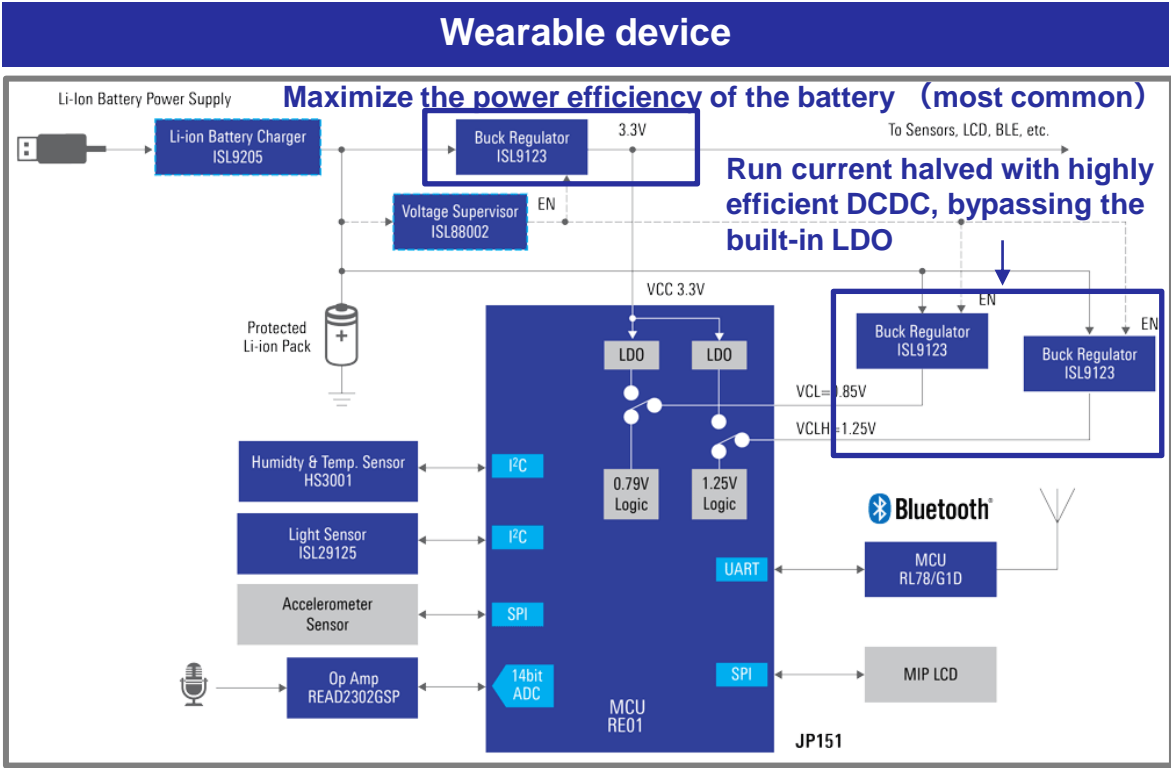 Wearable device
Li-Ion Battery Power Supply
Maximize the power efficiency of the battery （most common）
Li-ion Battery Charger
ISL9205
Buck Regulator
ISL9123
3.3V
To Sensors, LCD, BLE, etc.
Run current halved with highly
efficient DCDC, bypassing the
built-in LDO
Voltage Supervisor
ISL88002
EN
VCC 3.3V
Protected
Li-ion Pack
+
EN
EN
Buck Regulator
ISL9123
Buck Regulator
ISL9123
LDO
LDO
VCL=0.85V
VCLH=1.25V
0.79V
Logic
1.25V
Logic
Humidty & Temp. Sensor
HS3001
I²C
Light Sensor
ISL29125
I²C
Accelerometer
Sensor
SPI
Op Amp
READ2302GSP
14bit
ADC
MCU
RE01
Bluetooth®
UART
MCU
RL78/G1D
SPI
MIP LCD
JP151